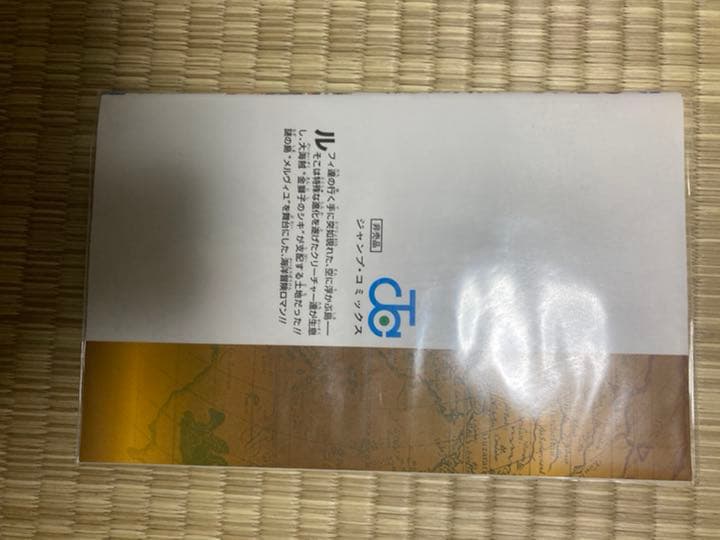 非売品
ジャンプ・コミックス
JC
ルフィ達の行く手に突如現れた、空に浮かぶ島――
そこは特殊な進化を遂げたクリーチャー達が生息
し、大海賊“金獅子のシキ”が支配する土地だった!!
謎の島“メルヴィユ”を舞台にした、海洋冒険ロマン!!